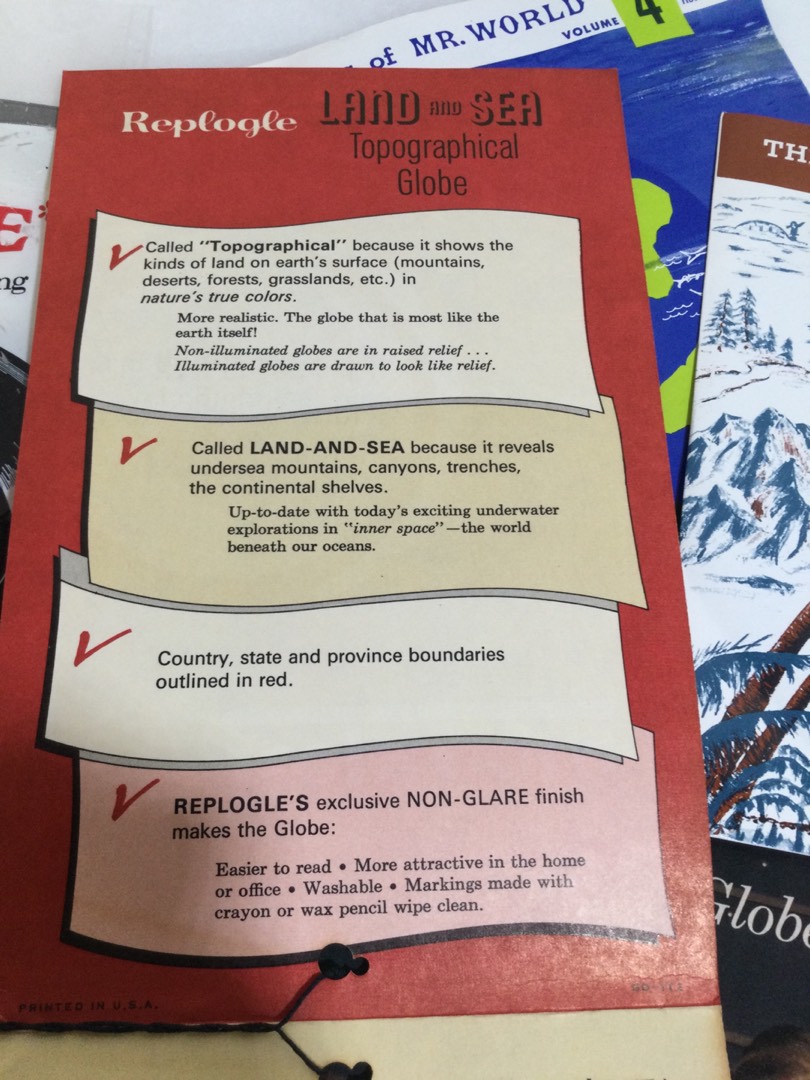 of MR. WORLD
VOLUME 4
Replogle LAND AND SEA
Topographical
Globe
Called "Topographical" because it shows the
kinds of land on earth's surface (mountains,
deserts, forests, grasslands, etc.) in
nature's true colors.
More realistic. The globe that is most like the
earth itself!
Non-illuminated globes are in raised relief . . .
Illuminated globes are drawn to look like relief.
Called LAND-AND-SEA because it reveals
undersea mountains, canyons, trenches,
the continental shelves.
Up-to-date with today's exciting underwater
explorations in "inner space"—the world
beneath our oceans.
Country, state and province boundaries
outlined in red.
REPLOGLE'S exclusive NON-GLARE finish
makes the Globe:
Easier to read • More attractive in the home
or office • Washable • Markings made with
crayon or wax pencil wipe clean.
PRINTED IN U.S.A.